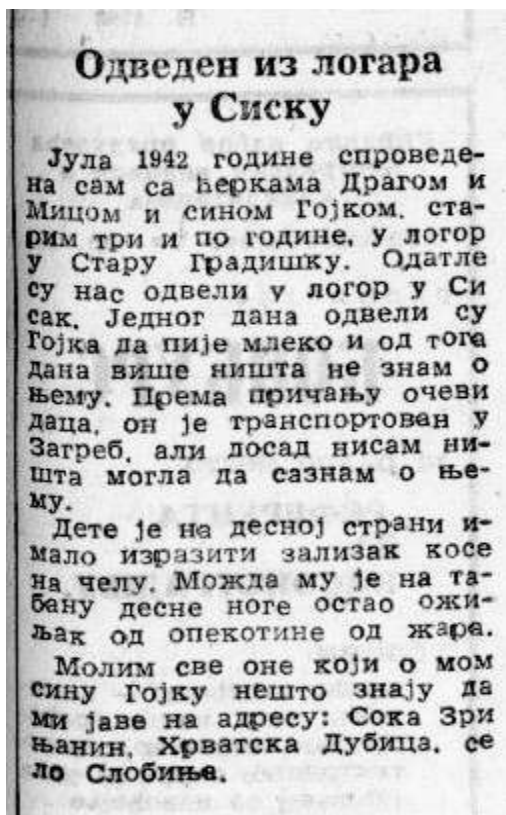 Одведен из логара
у Сиску
Јула 1942 године спроведе-
на сам са ћеркама Драгом и
Мицом и сином Гојком, ста-
рим три и по године, у логор
у Стару Градишку. Одатле
су нас одвели у логор у Си
сак. Једног дана одвели су
Гојка да пије млеко и од тога
дана више ништа не знам о
њему. Према причању очеви
даца, он је транспортован у
Загреб, али досад нисам ни-
шта могла да сазнам о ње-
му.
Дете је на десној страни и-
мало изразити зализак косе
на челу. Можда му је на та-
бану десне ноге остао ожи-
љак од опекотине од жара.
Молим све оне који о мом
сину Гојку нешто знају да
ми јаве на адресу: Сока Зри
њанин, Хрватска Дубица, се
ло Слобиње.